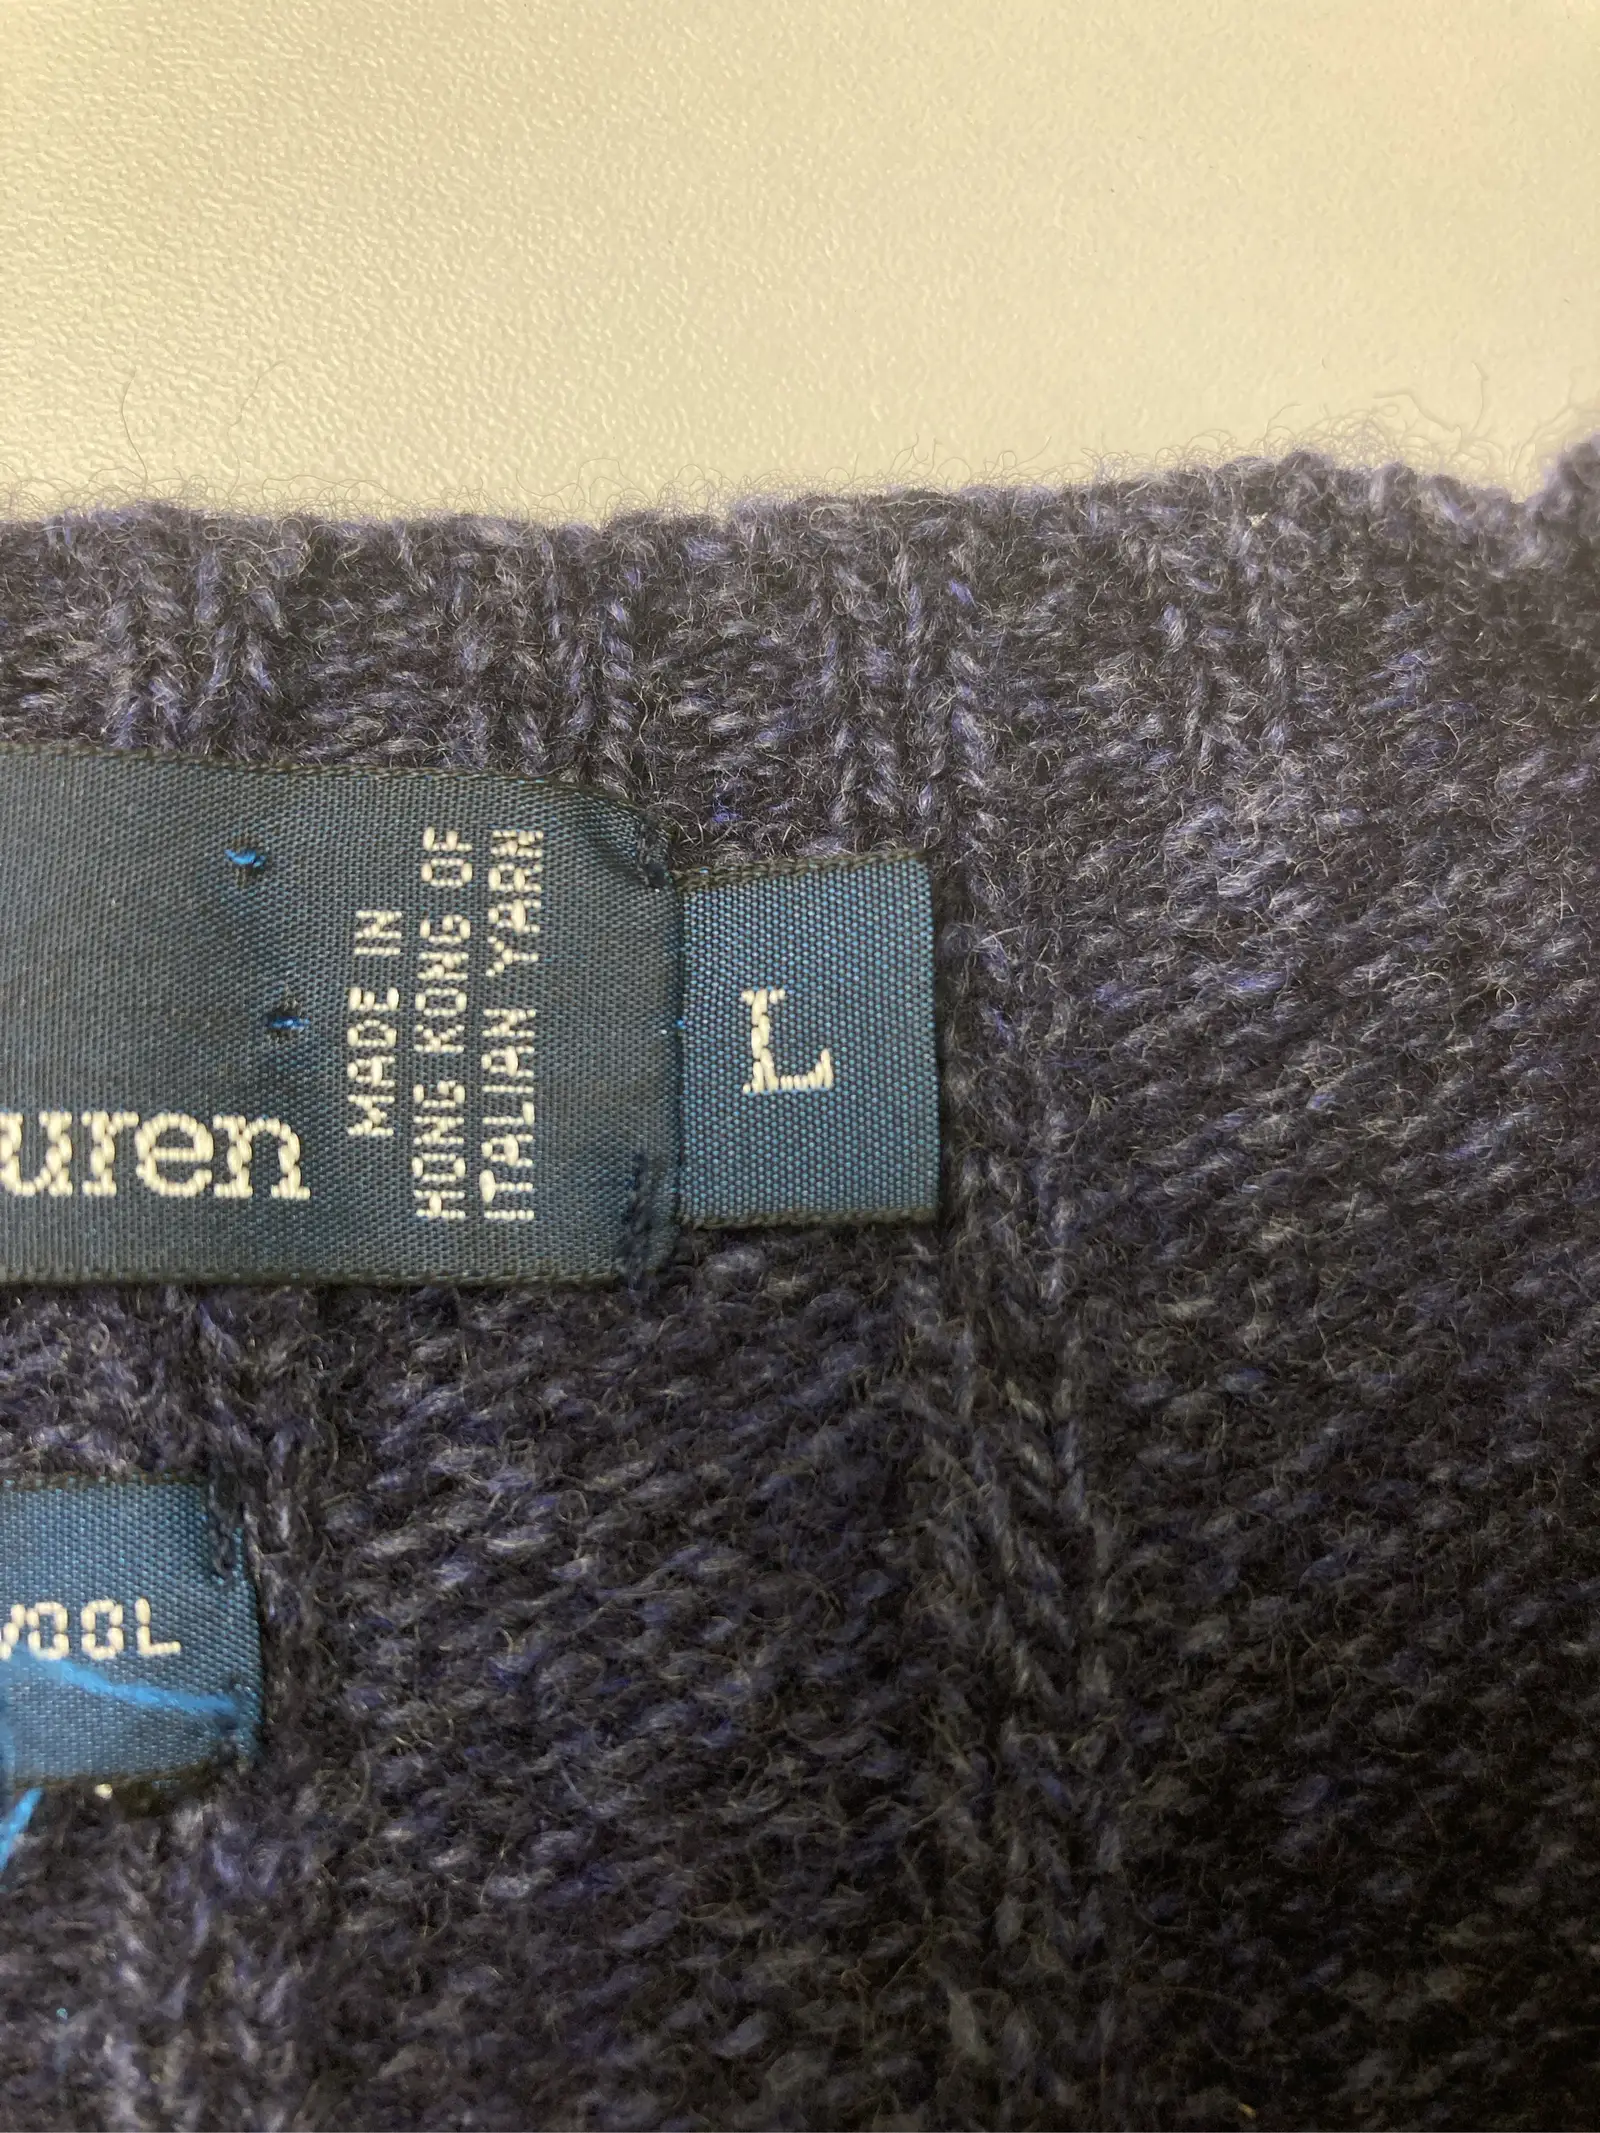 uren
MADE IN
HONG KONG OF
ITALIAN YARN
L
WOOL